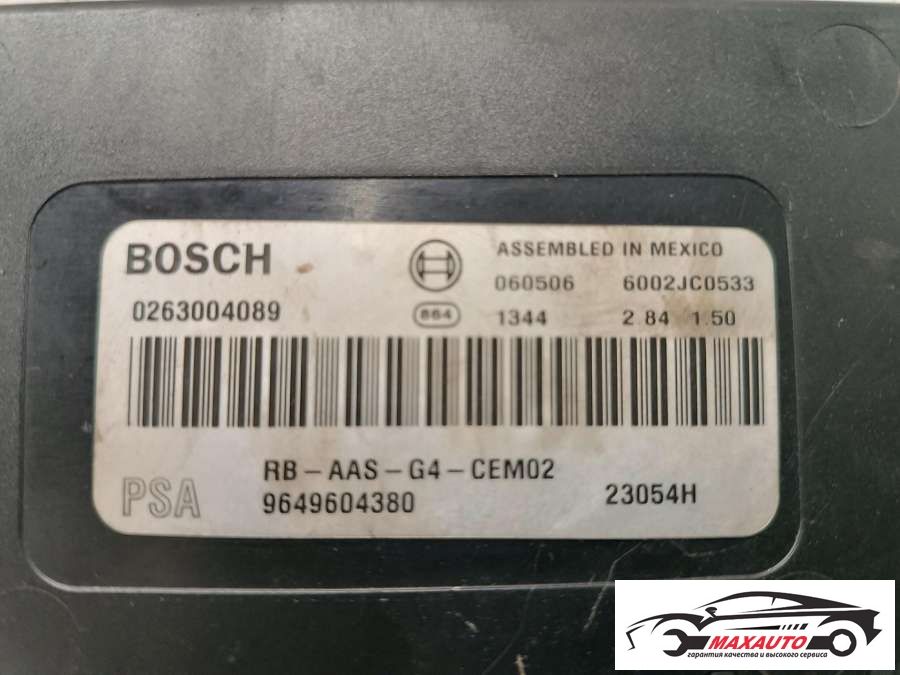 BOSCH
ASSEMBLED IN MEXICO
060506 6002JC0533
0263004089
1344 2 84 1.50
RB-AAS-G4-CEM02
PSA
9649604380
23054H
MAXAUTO
гарантия качества и высокого сервиса